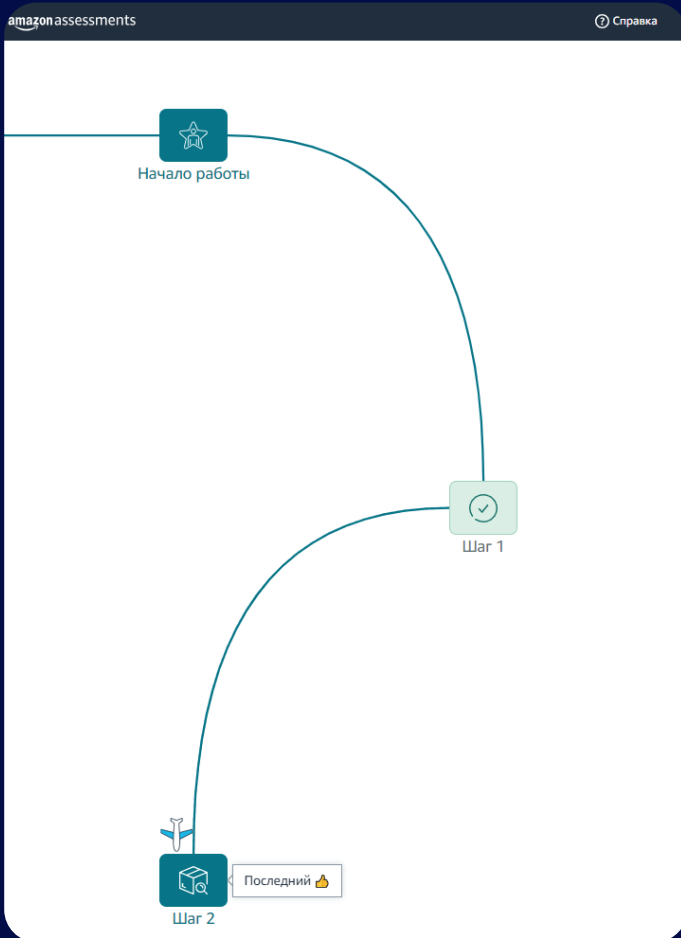 amazon assessments
? Справка
Начало работы
Шаг 1
Последний 👍
Шаг 2